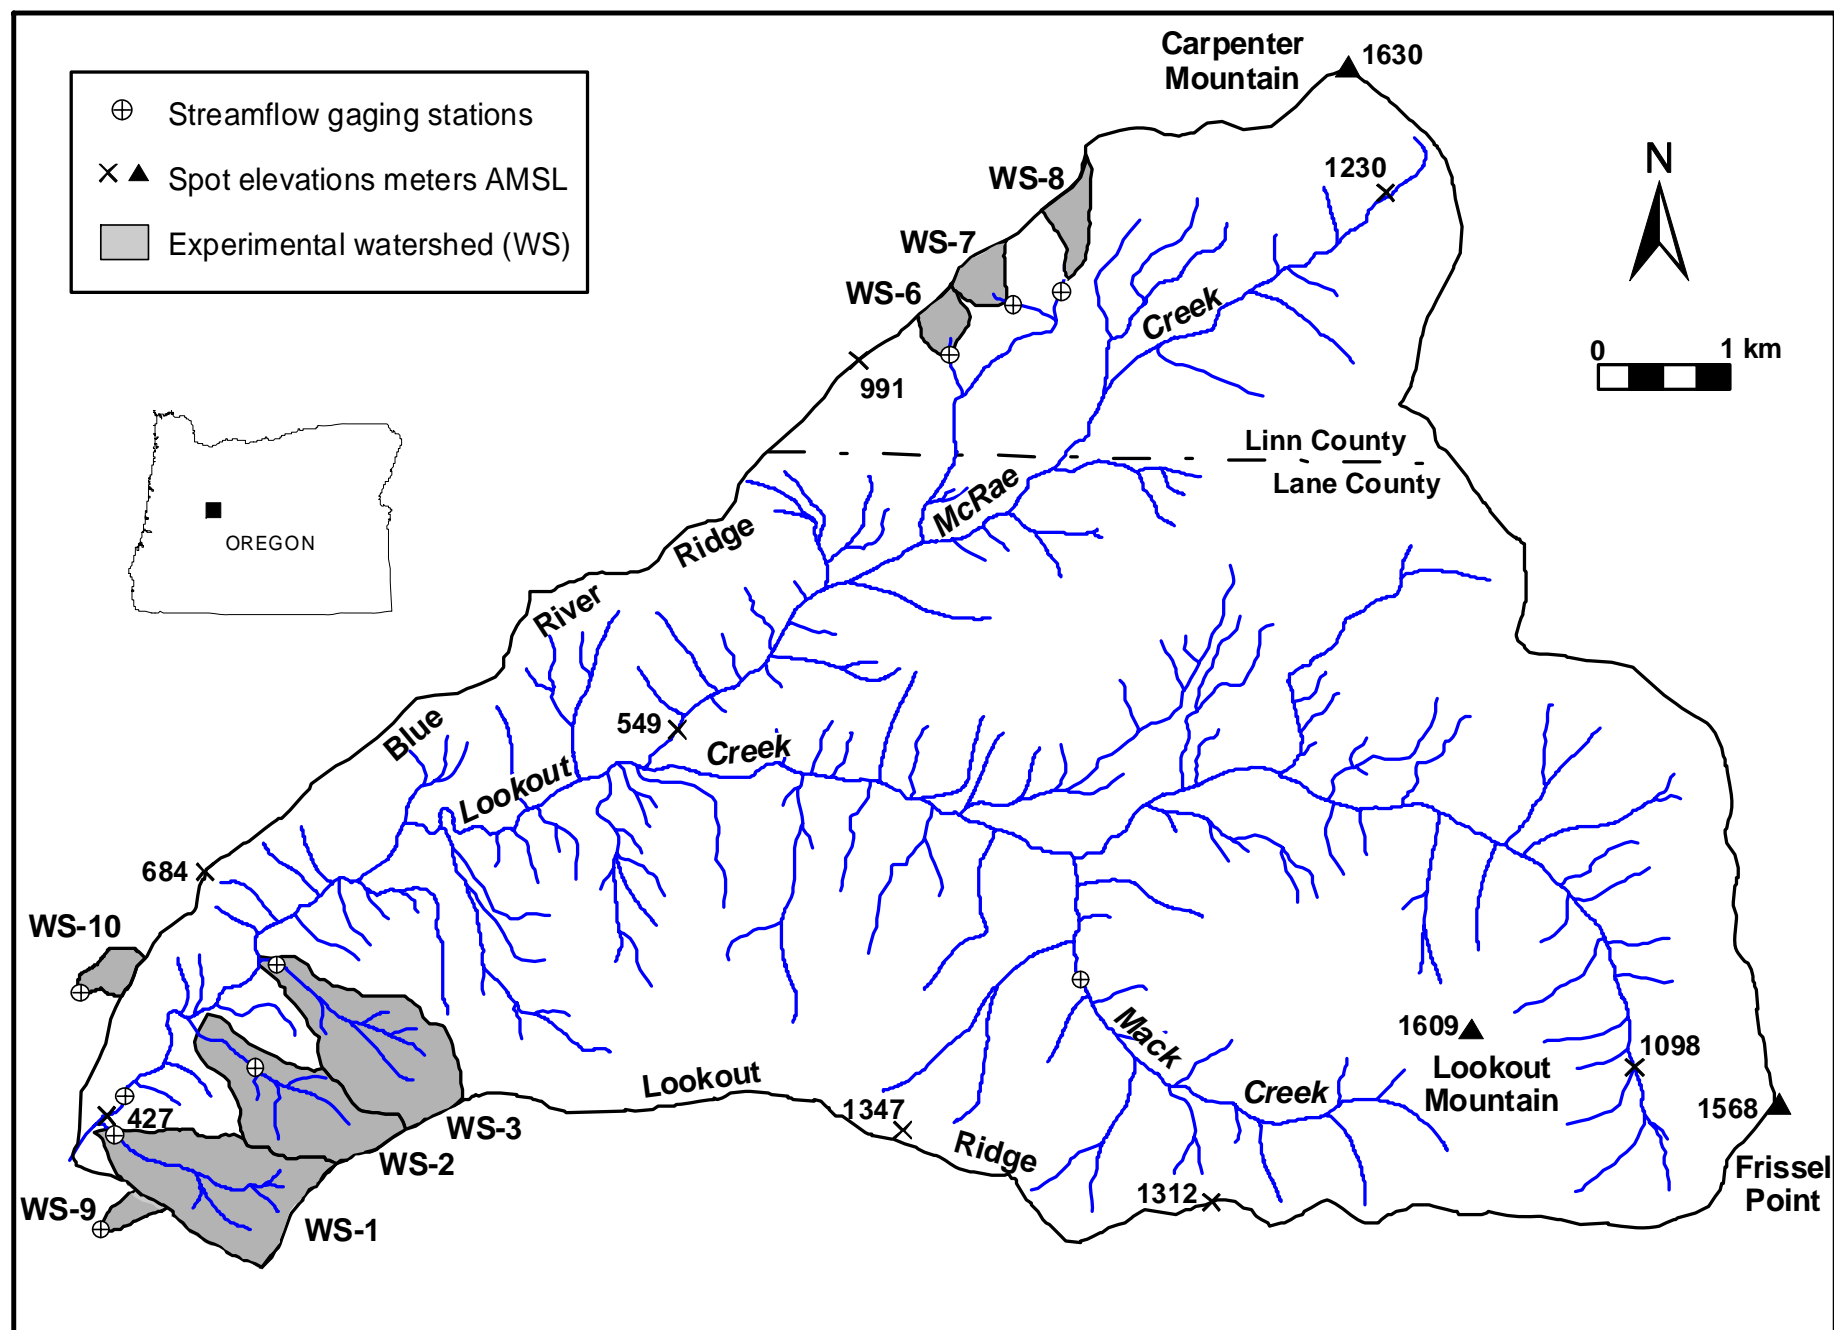 Carpenter
Mountain
1630
Streamflow gaging stations
Spot elevations meters AMSL
Experimental watershed (WS)
N
1230
WS-8
WS-7
WS-6
Creek
0
1 km
991
Linn County
Lane County
McRae
OREGON
Ridge
River
Blue
549
Creek
Lookout
684
WS-10
Mack
1609
Lookout
Mountain
1098
1568
Frissel
Point
Lookout
Creek
1347
427
WS-3
Ridge
WS-2
1312
WS-9
WS-1